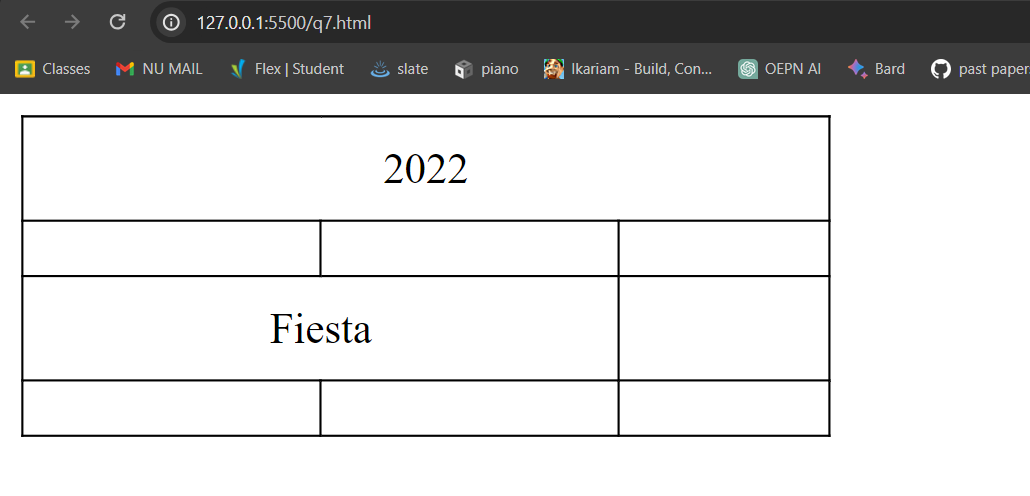 127.0.0.1:5500/q7.html
Classes NU MAIL Flex | Student slate piano Ikariam - Build, Con... OEPN AI Bard past paper
2022
Fiesta